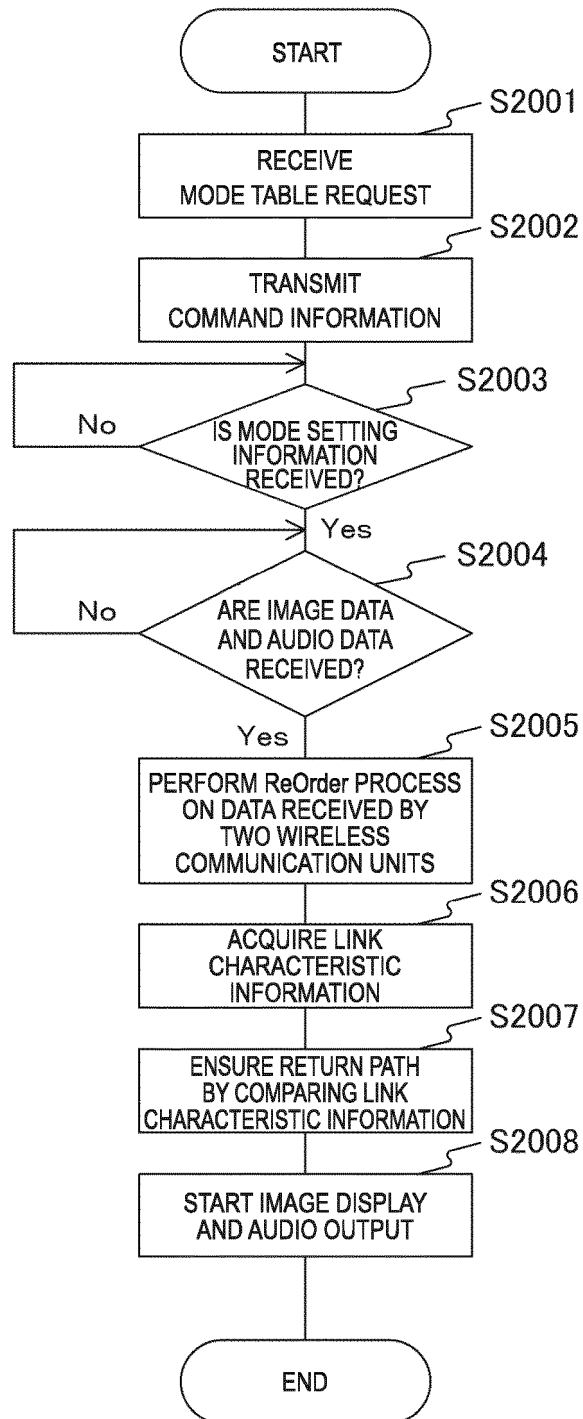 START
S2001
RECEIVE
MODE TABLE REQUEST
S2002
TRANSMIT
COMMAND INFORMATION
S2003
No
IS MODE SETTING
INFORMATION
RECEIVED?
Yes
S2004
No
ARE IMAGE DATA
AND AUDIO DATA
RECEIVED?
Yes
S2005
PERFORM ReOrder PROCESS
ON DATA RECEIVED BY
TWO WIRELESS
COMMUNICATION UNITS
S2006
ACQUIRE LINK
CHARACTERISTIC
INFORMATION
S2007
ENSURE RETURN PATH
BY COMPARING LINK
CHARACTERISTIC INFORMATION
S2008
START IMAGE DISPLAY
AND AUDIO OUTPUT
END